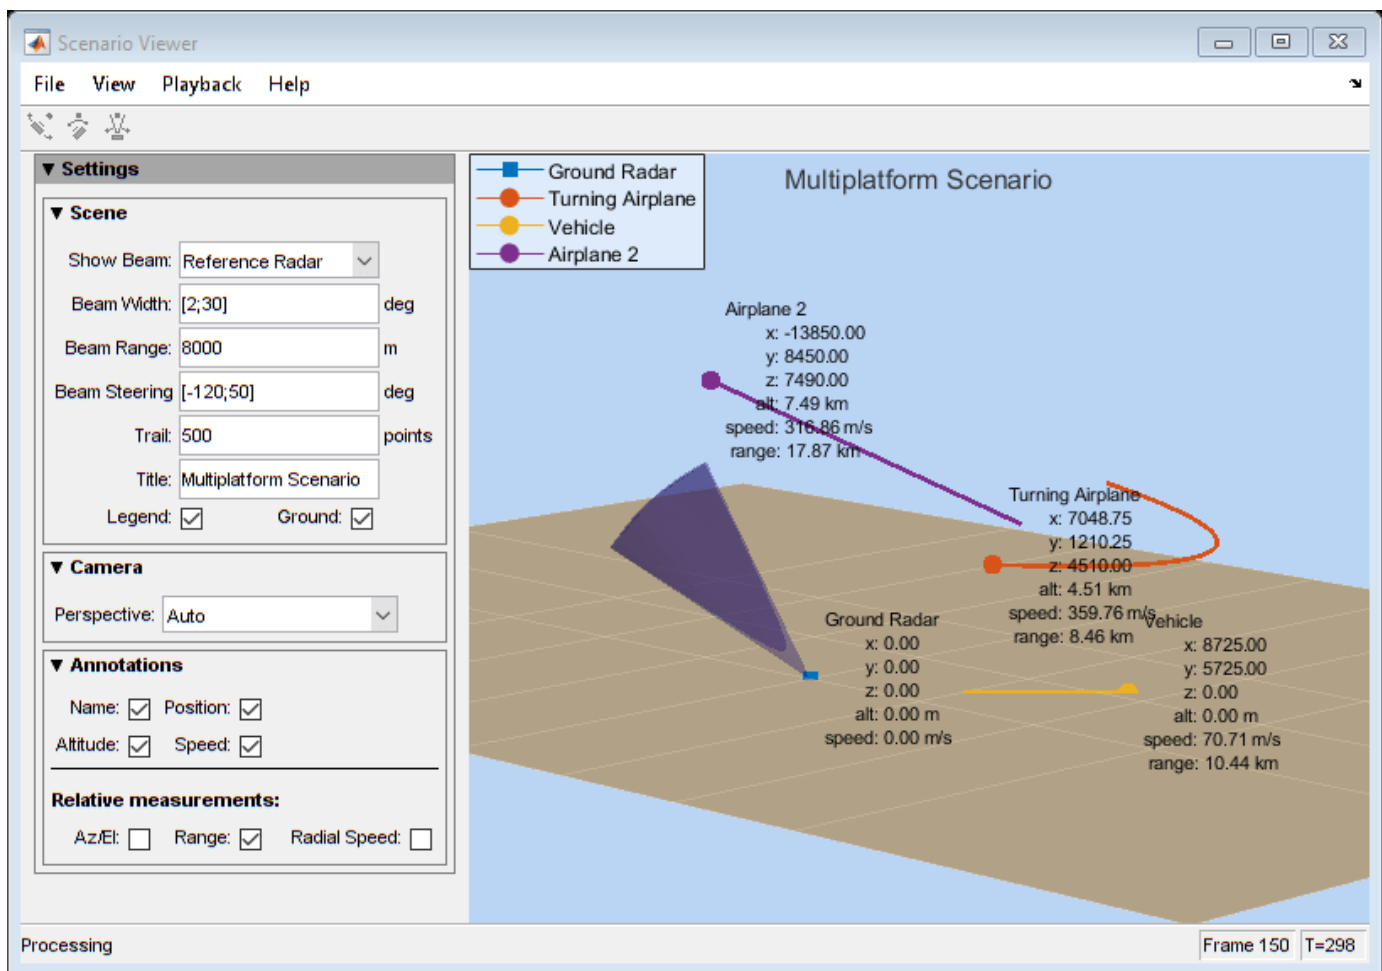 Scenario Viewer
File View Playback Help
▼ Settings
▼ Scene
Show Beam: Reference Radar
Beam Width: [2;30] deg
Beam Range: 8000 m
Beam Steering [-120;50] deg
Trail: 500 points
Title: Multiplatform Scenario
Legend: Ground:
▼ Camera
Perspective: Auto
▼ Annotations
Name: Position:
Altitude: Speed:
Relative measurements:
Az/El: Range: Radial Speed:
Ground Radar
Turning Airplane
Vehicle
Airplane 2
Multiplatform Scenario
Airplane 2
x: -13850.00
y: 8450.00
z: 7490.00
alt: 7.49 km
speed: 316.86 m/s
range: 17.87 km
Turning Airplane
x: 7048.75
y: 1210.25
z: 4510.00
alt: 4.51 km
speed: 359.76 m/s
range: 8.46 km
Ground Radar
x: 0.00
y: 0.00
z: 0.00
alt: 0.00 m
speed: 0.00 m/s
Vehicle
x: 8725.00
y: 5725.00
z: 0.00
alt: 0.00 m
speed: 70.71 m/s
range: 10.44 km
Processing
Frame 150 T=298